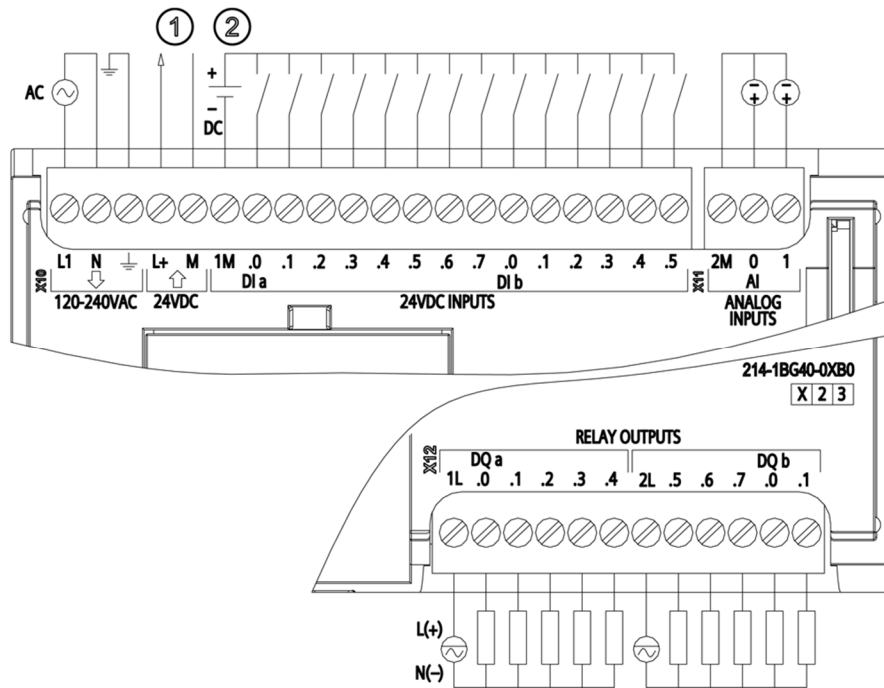 ① ②
AC
+
−
DC
− + − +
L1 N L+ M 1M .0 .1 .2 .3 .4 .5 .6 .7 .0 .1 .2 .3 .4 .5 2M 0 1
X10 DI a DI b X11 AI
120-240VAC 24VDC 24VDC INPUTS ANALOG
INPUTS
214-1BG40-0XB0
X 2 3
RELAY OUTPUTS
X12 DQ a DQ b
1L .0 .1 .2 .3 .4 2L .5 .6 .7 .0 .1
L(+)
N(−)